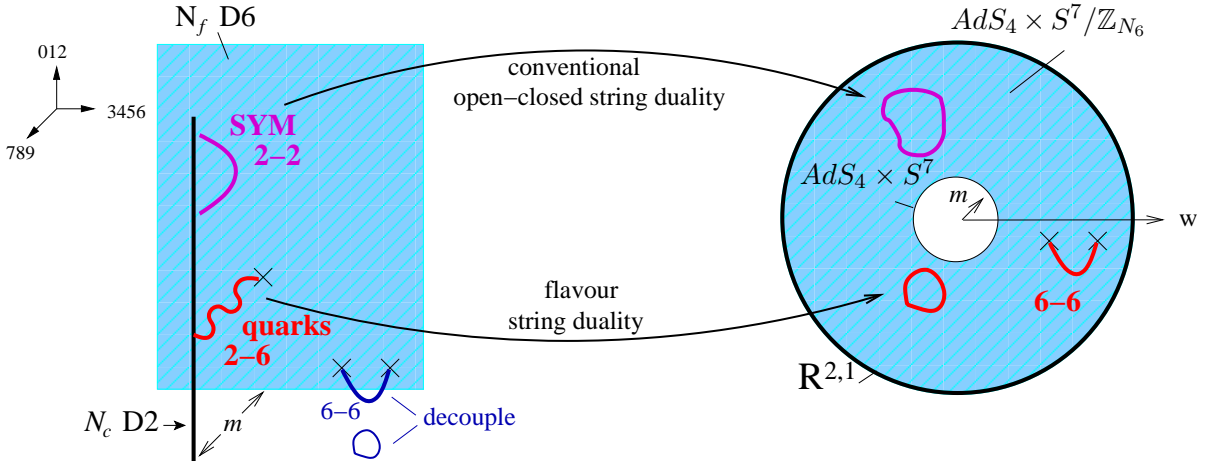 N_f D6
012
3456
789
SYM
2–2
conventional
open–closed string duality
quarks
2–6
flavour
string duality
N_c D2
m
6–6
decouple
AdS_4 × S^7/ℤ_{N_6}
AdS_4 × S^7
m
w
6–6
R^{2,1}